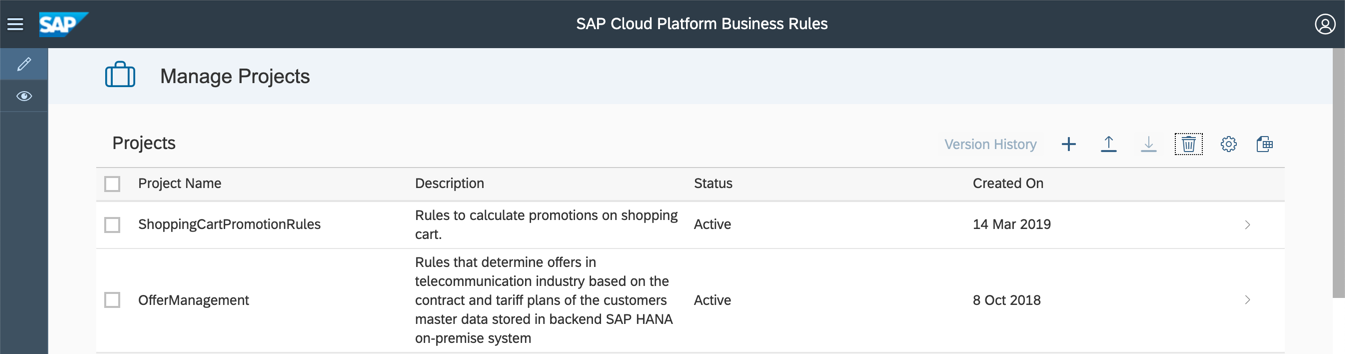 SAP
SAP Cloud Platform Business Rules
Manage Projects
Projects
Version History
Project Name Description Status Created On
ShoppingCartPromotionRules
Rules to calculate promotions on shopping
cart.
Active
14 Mar 2019
OfferManagement
Rules that determine offers in
telecommunication industry based on the
contract and tariff plans of the customers
master data stored in backend SAP HANA
on-premise system
Active
8 Oct 2018